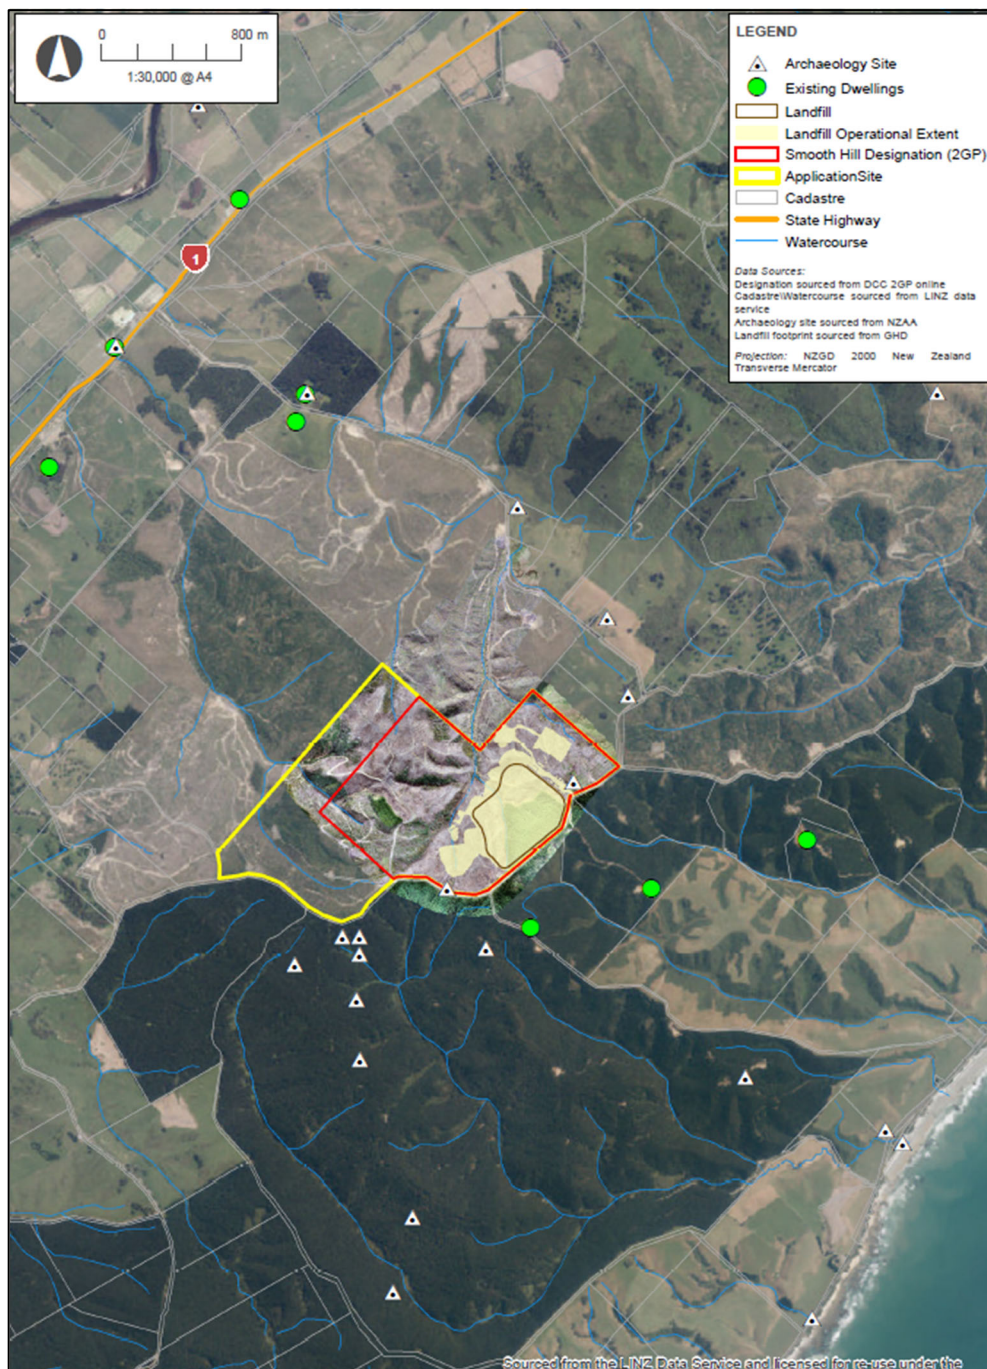 0 800 m
1:30,000 @ A4
LEGEND
Archaeology Site
Existing Dwellings
Landfill
Landfill Operational Extent
Smooth Hill Designation (2GP)
ApplicationSite
Cadastre
State Highway
Watercourse
Data Sources:
Designation sourced from DCC 2GP online
Cadastre\Watercourse sourced from LINZ data
service
Archaeology site sourced from NZAA
Landfill footprint sourced from GHD
Projection: NZGD 2000 New Zealand
Transverse Mercator
1
Sourced from the LINZ Data Service and licensed for re-use under the